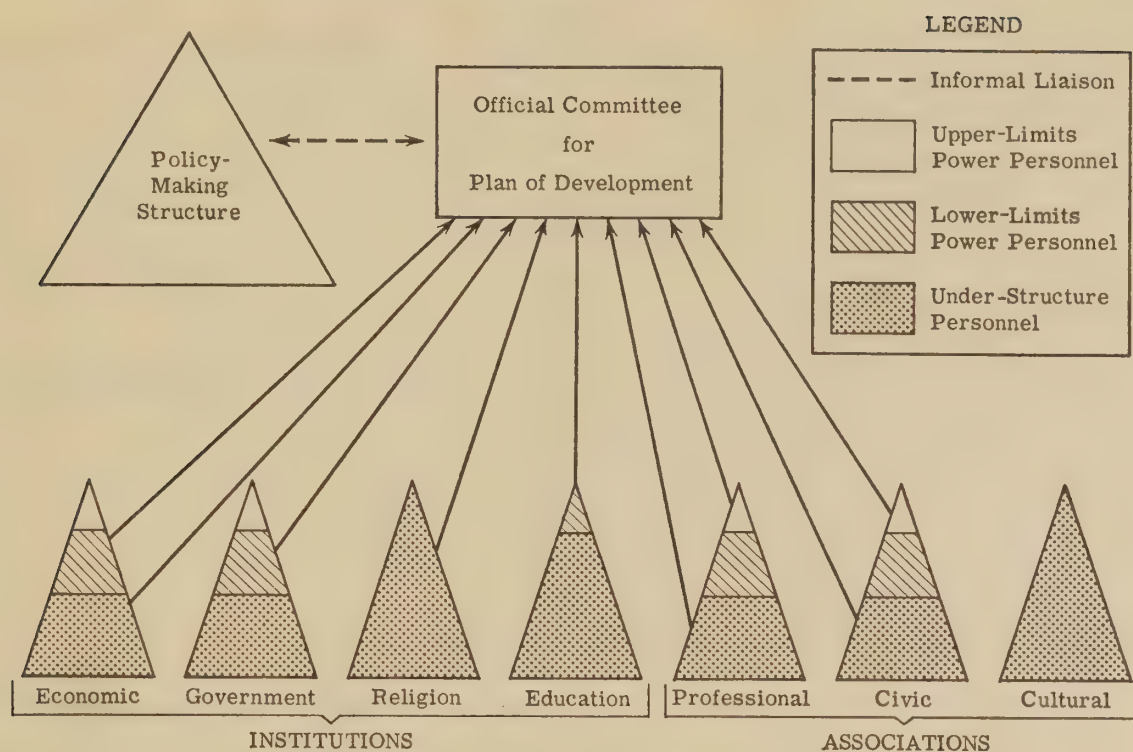 LEGEND
Informal Liaison
Upper-Limits
Power Personnel
Lower-Limits
Power Personnel
Under-Structure
Personnel
Policy-
Making
Structure
Official Committee
for
Plan of Development
Economic
Government
Religion
Education
Professional
Civic
Cultural
INSTITUTIONS
ASSOCIATIONS